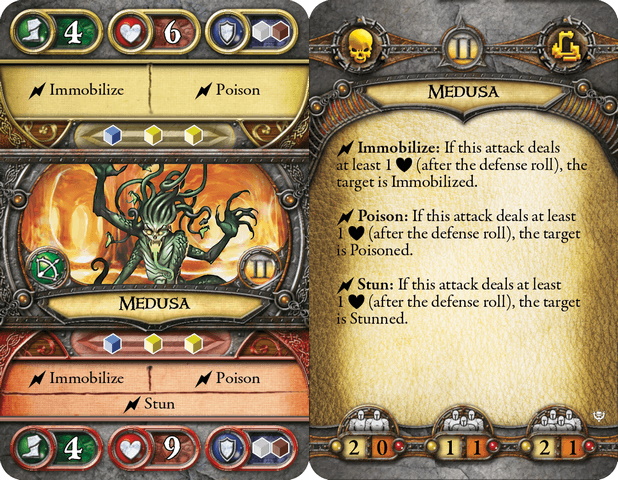 4 6
Immobilize Poison
II
MEDUSA
Immobilize Poison
Stun
4 9
II
MEDUSA
Immobilize: If this attack deals
at least 1 (after the defense roll), the
target is Immobilized.
Poison: If this attack deals at least
1 (after the defense roll), the target
is Poisoned.
Stun: If this attack deals at least
1 (after the defense roll), the target
is Stunned.
2 0 1 1 2 1